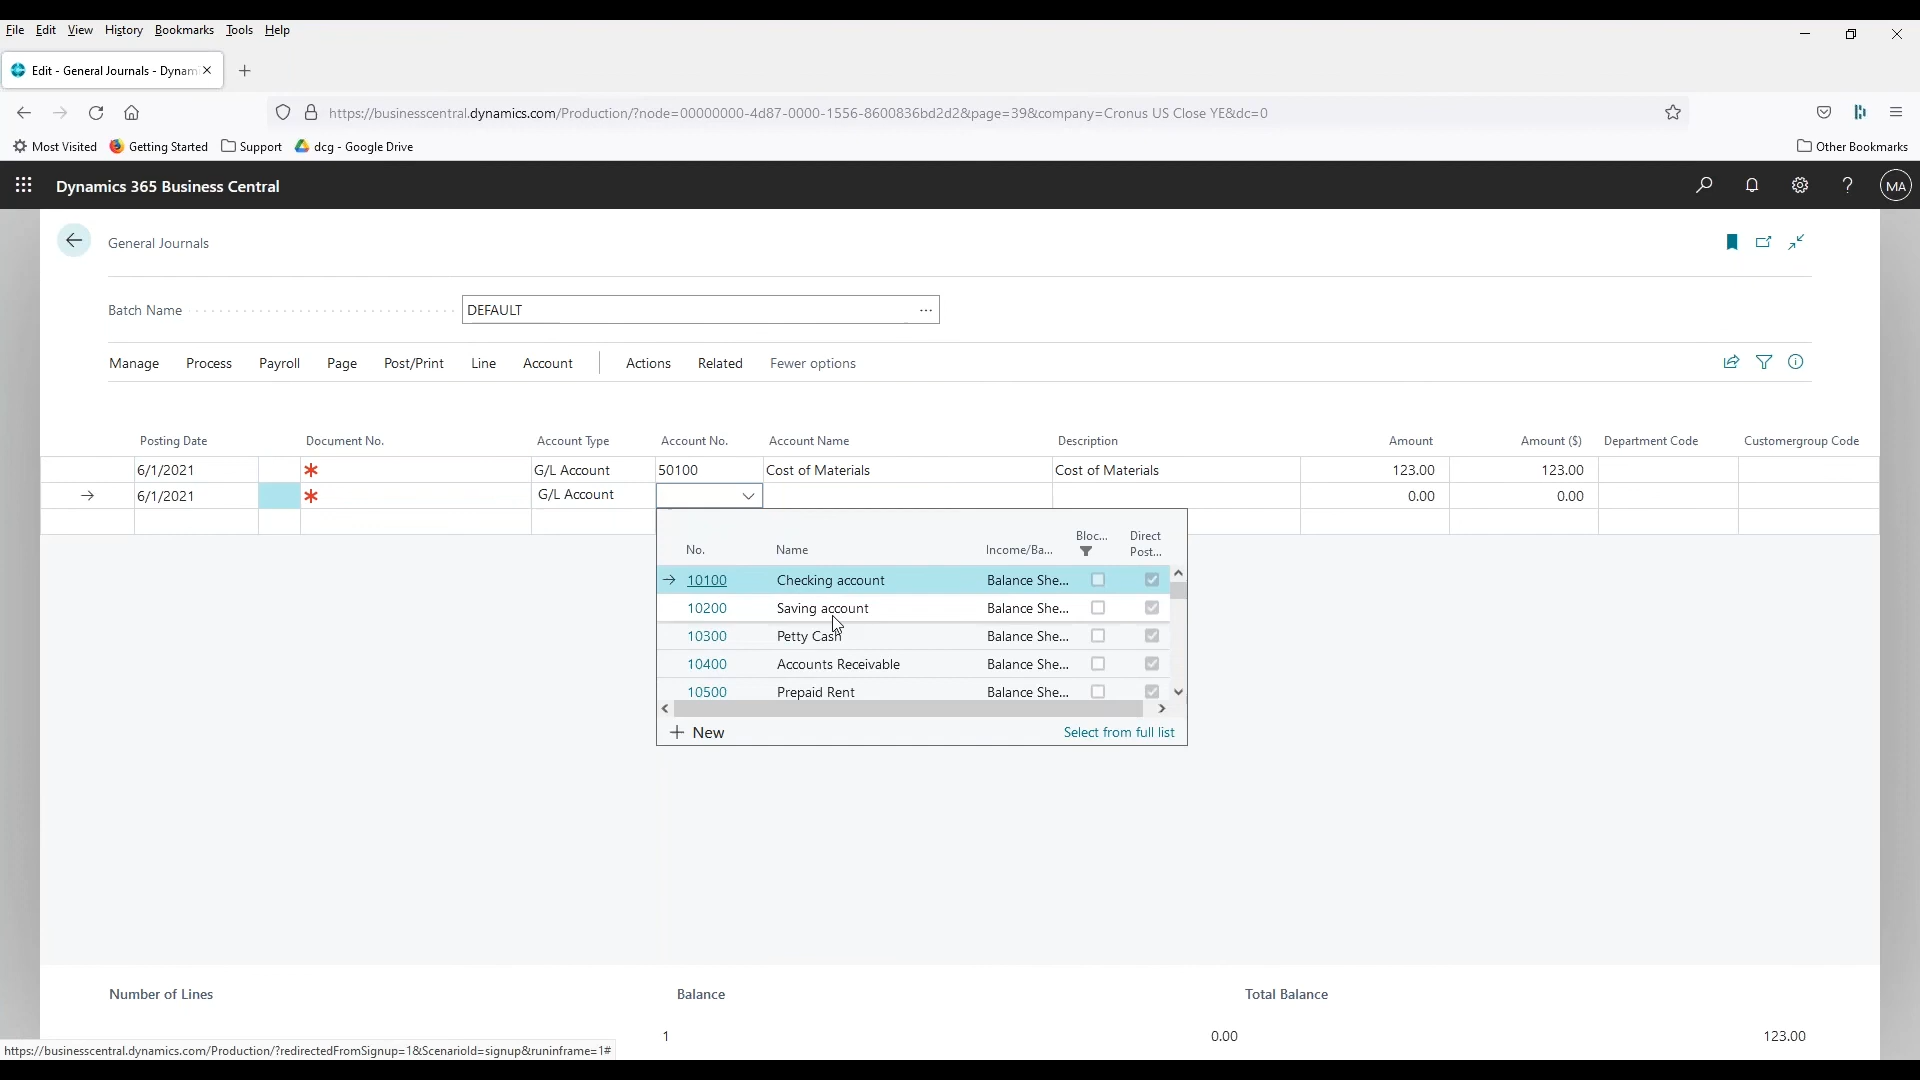 File Edit View History Bookmarks Tools Help
Edit - General Journals - Dynam
https://businesscentral.dynamics.com/Production/?node=00000000-4d87-0000-1556-8600836bd2d2&page=39&company=Cronus US Close YE&dc=0
Most Visited Getting Started Support dcg - Google Drive Other Bookmarks
Dynamics 365 Business Central ? MA
General Journals
Batch Name DEFAULT ...
Manage Process Payroll Page Post/Print Line Account Actions Related Fewer options
Posting Date Document No. Account Type Account No. Account Name Description Amount Amount ($) Department Code Customergroup Code
6/1/2021 * G/L Account 50100 Cost of Materials Cost of Materials 123.00 123.00
6/1/2021 * G/L Account 0.00 0.00
No. Name Income/Ba... Bloc... Direct Post...
10100 Checking account Balance She...
10200 Saving account Balance She...
10300 Petty Cash Balance She...
10400 Accounts Receivable Balance She...
10500 Prepaid Rent Balance She...
+ New Select from full list
Number of Lines Balance Total Balance
1 0.00 123.00
https://businesscentral.dynamics.com/Production/?redirectedFromSignup=1&ScenarioId=signup&runinframe=1#